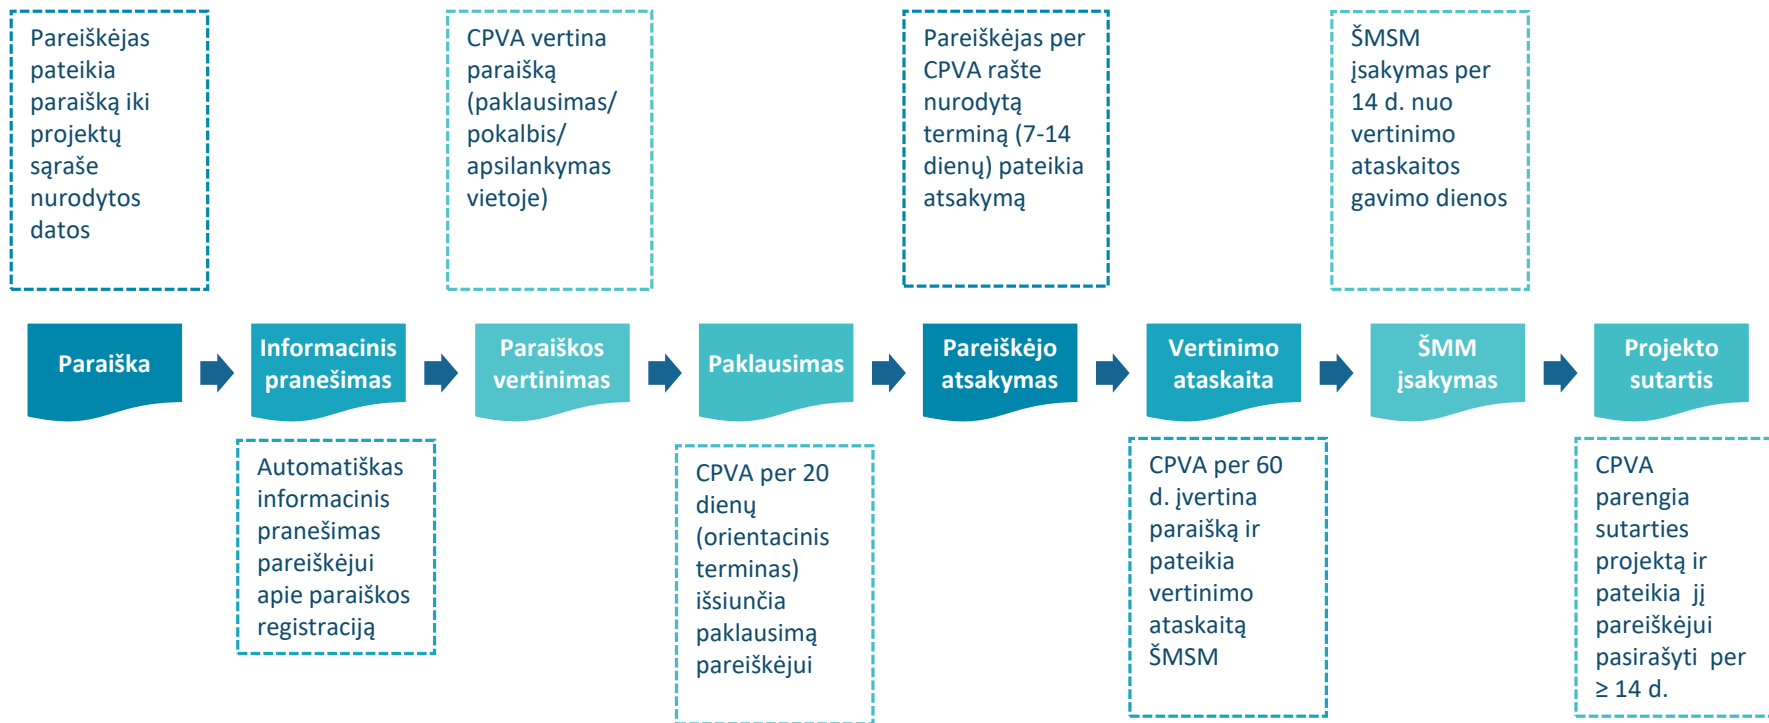 Pareiškėjas
pateikia
paraišką iki
projektų
sąraše
nurodytos
datos
CPVA vertina
paraišką
(paklausimas/
pokalbis/
apsilankymas
vietoje)
Pareiškėjas per
CPVA rašte
nurodytą
terminą (7-14
dienų) pateikia
atsakymą
ŠMSM
įsakymas per
14 d. nuo
vertinimo
ataskaitos
gavimo dienos
Paraiška
Informacinis
pranešimas
Paraiškos
vertinimas
Paklausimas
Pareiškėjo
atsakymas
Vertinimo
ataskaita
ŠMM
įsakymas
Projekto
sutartis
Automatiškas
informacinis
pranešimas
pareiškėjui
apie paraiškos
registraciją
CPVA per 20
dienų
(orientacinis
terminas)
išsiunčia
paklausimą
pareiškėjui
CPVA per 60
d. įvertina
paraišką ir
pateikia
vertinimo
ataskaitą
ŠMSM
CPVA
parengia
sutarties
projektą ir
pateikia jį
pareiškėjui
pasirašyti per
≥ 14 d.